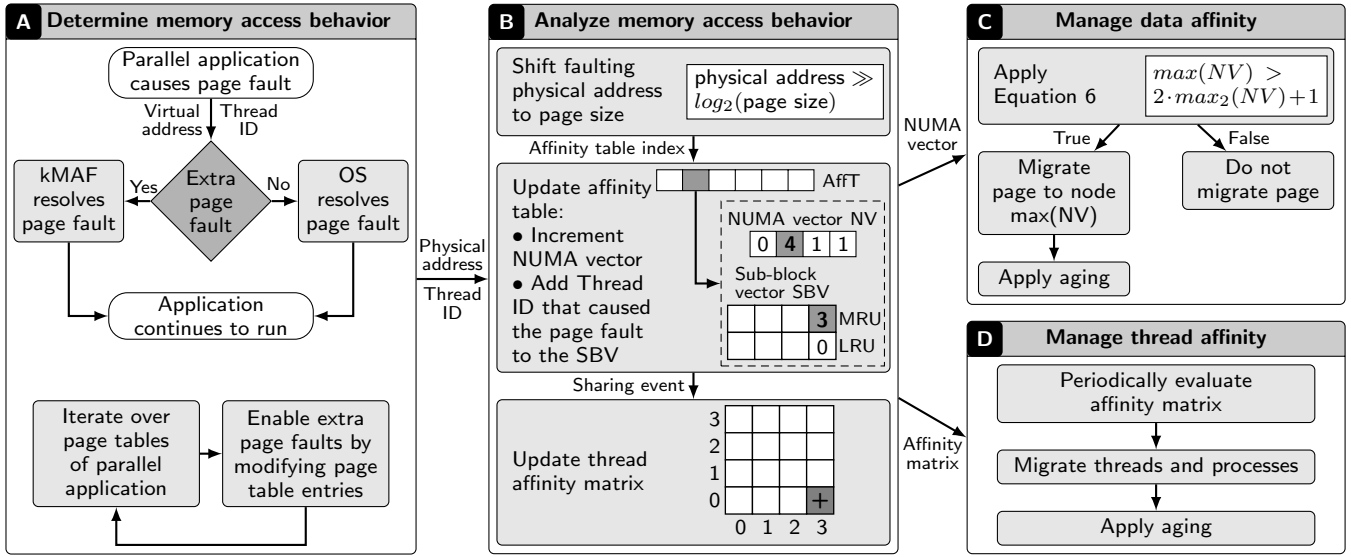 A Determine memory access behavior
Parallel application
causes page fault
Virtual
address
Thread
ID
kMAF
resolves
page fault
Yes
Extra
page
fault
No
OS
resolves
page fault
Application
continues to run
Iterate over
page tables
of parallel
application
Enable extra
page faults by
modifying page
table entries
Physical
address
Thread
ID
B Analyze memory access behavior
Shift faulting
physical address
to page size
physical address ≫
log₂(page size)
Affinity table index
Update affinity
table:
• Increment
NUMA vector
• Add Thread
ID that caused
the page fault
to the SBV
AffT
NUMA vector NV
0 4 1 1
Sub-block
vector SBV
3 MRU
0 LRU
Sharing event
Update thread
affinity matrix
3
2
1
0 +
0 1 2 3
NUMA
vector
Affinity
matrix
C Manage data affinity
Apply
Equation 6
max(NV) >
2·max₂(NV)+1
True
False
Migrate
page to node
max(NV)
Do not
migrate page
Apply aging
D Manage thread affinity
Periodically evaluate
affinity matrix
Migrate threads and processes
Apply aging